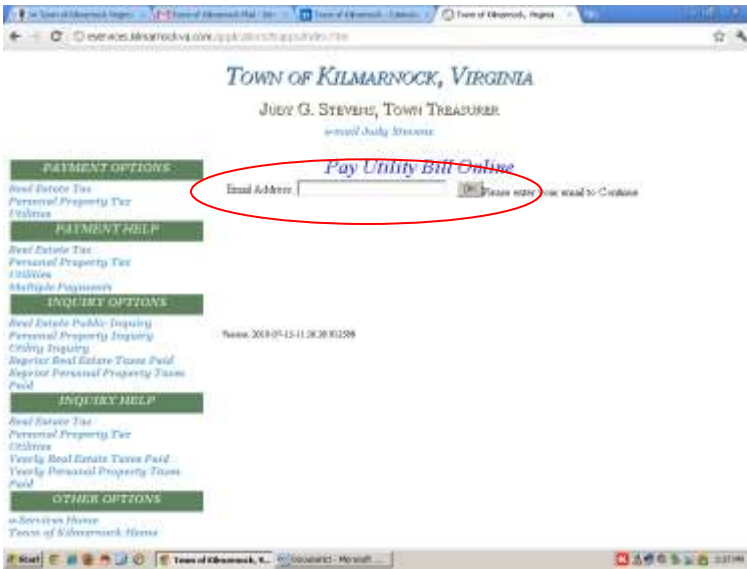 Town of Kilmarnock, Virginia
Judy G. Stevens, Town Treasurer
e-mail Judy Stevens
PAYMENT OPTIONS
Real Estate Tax
Personal Property Tax
Utilities
PAYMENT HELP
Real Estate Tax
Personal Property Tax
Utilities
Multiple Payments
INQUIRY OPTIONS
Real Estate Public Inquiry
Personal Property Inquiry
Utility Inquiry
Reprint Real Estate Taxes Paid
Reprint Personal Property Taxes
Paid
INQUIRY HELP
Real Estate Tax
Personal Property Tax
Utilities
Yearly Real Estate Taxes Paid
Yearly Personal Property Taxes
Paid
OTHER OPTIONS
e-Services Home
Town of Kilmarnock Home
Pay Utility Bill Online
Email Address Please enter your email to Continue
Start Town of Kilmarnock, V...